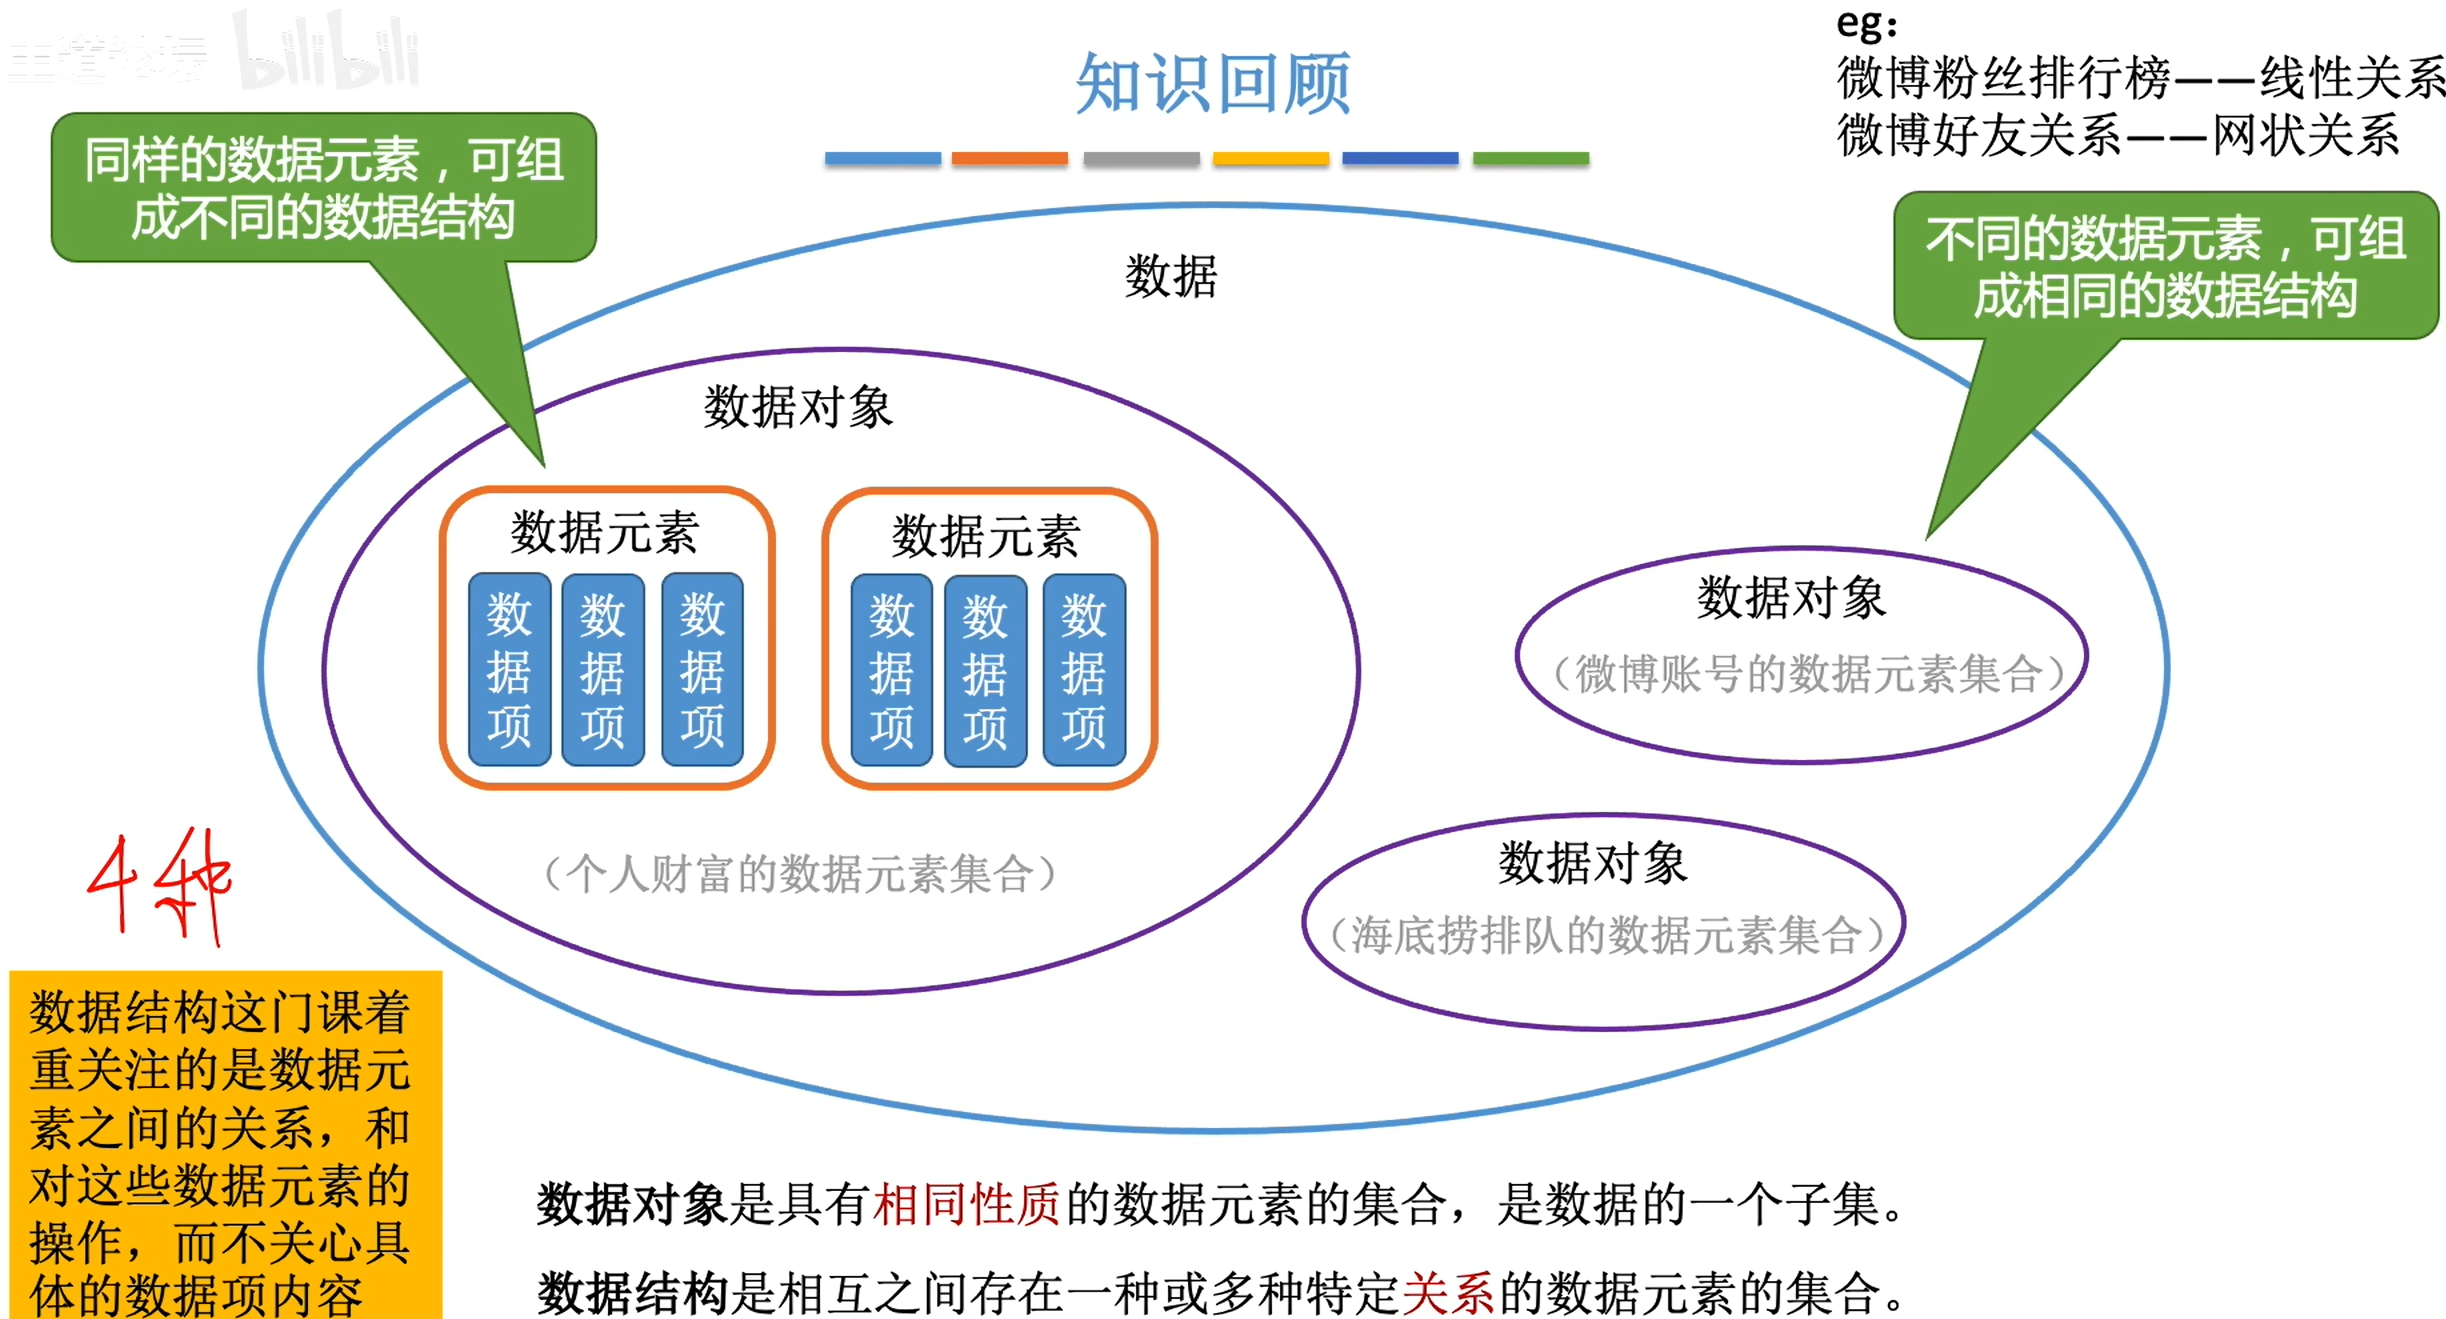 王道论坛 bilibili
知识回顾
eg：
微博粉丝排行榜——线性关系
微博好友关系——网状关系
同样的数据元素，可组
成不同的数据结构
不同的数据元素，可组
成相同的数据结构
数据
数据对象
数据元素
数据项
数据项
数据项
数据元素
数据项
数据项
数据项
（个人财富的数据元素集合）
数据对象
（微博账号的数据元素集合）
数据对象
（海底捞排队的数据元素集合）
4种
数据结构这门课着
重关注的是数据元
素之间的关系，和
对这些数据元素的
操作，而不关心具
体的数据项内容
数据对象是具有相同性质的数据元素的集合，是数据的一个子集。
数据结构是相互之间存在一种或多种特定关系的数据元素的集合。